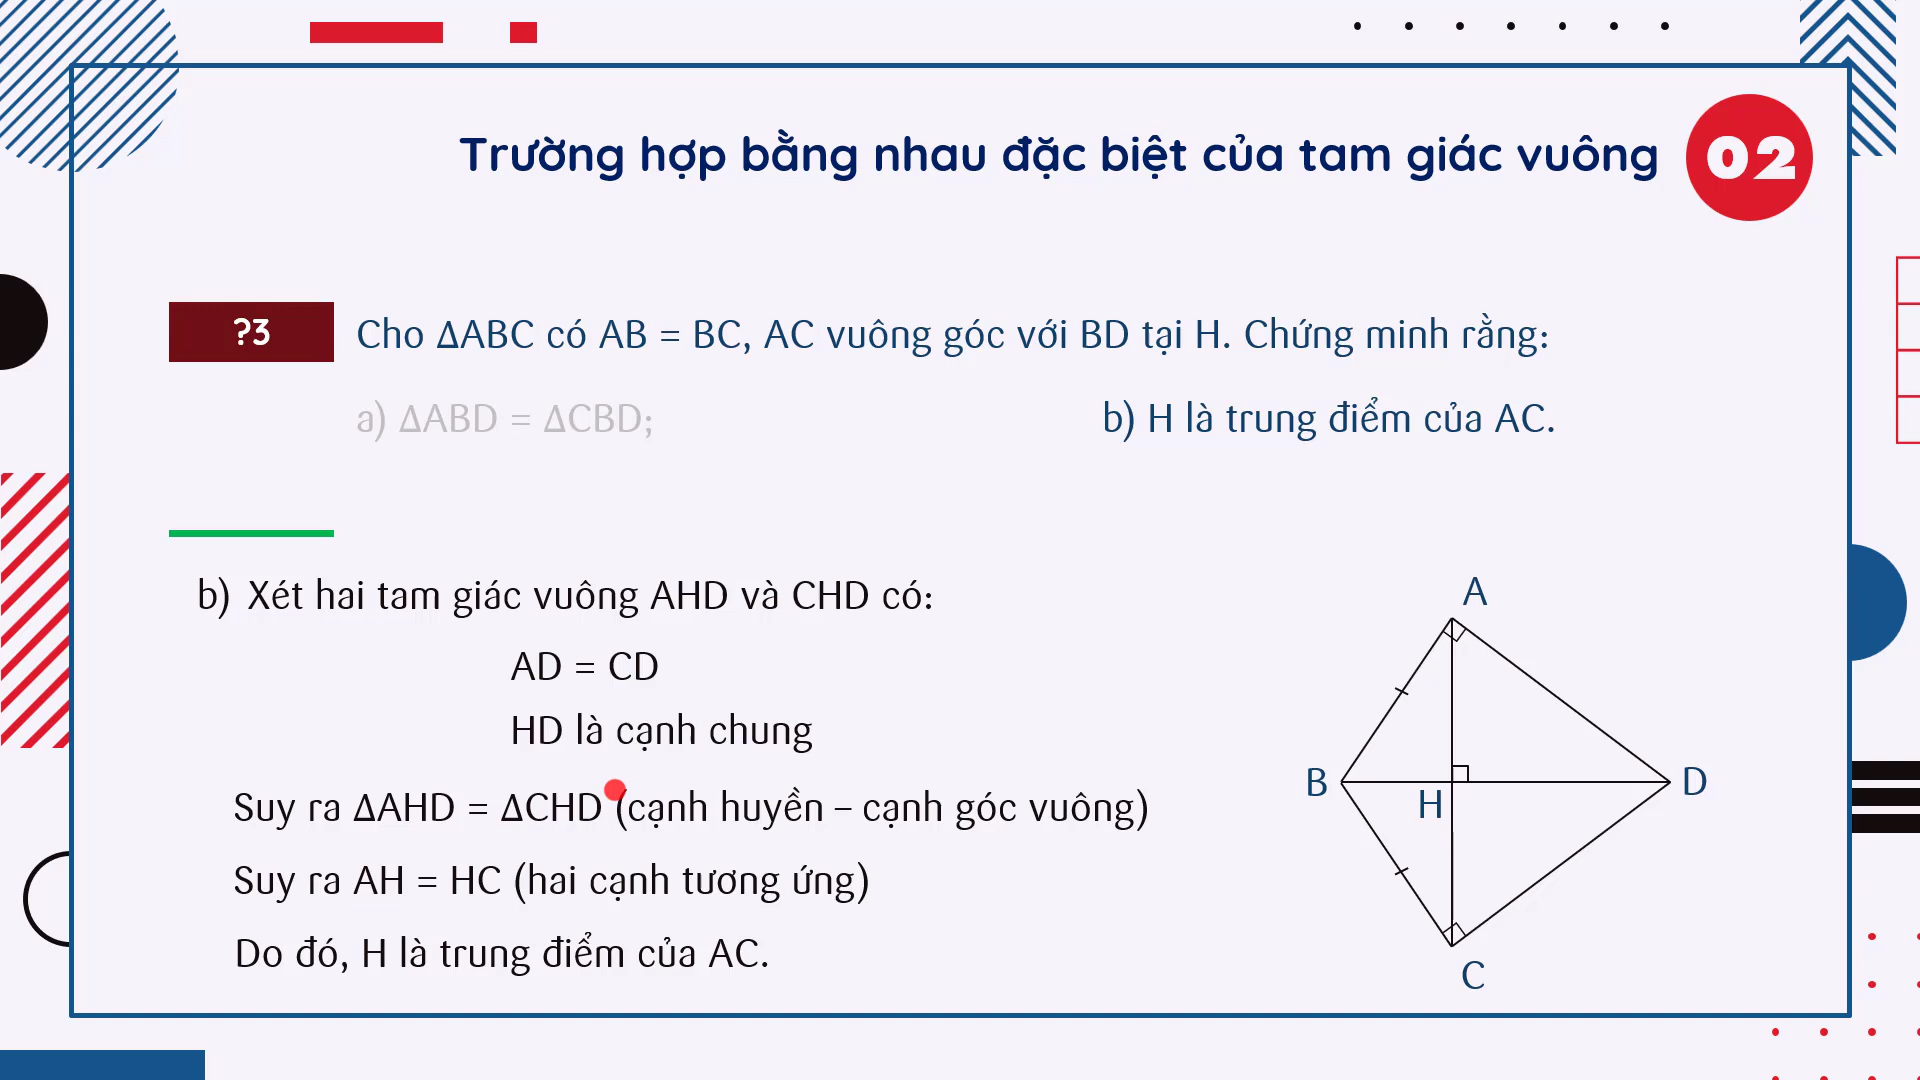 Trường hợp bằng nhau đặc biệt của tam giác vuông
02
?3
Cho ΔABC có AB = BC, AC vuông góc với BD tại H. Chứng minh rằng:
a) ΔABD = ΔCBD;
b) H là trung điểm của AC.
b) Xét hai tam giác vuông AHD và CHD có:
AD = CD
HD là cạnh chung
Suy ra ΔAHD = ΔCHD (cạnh huyền – cạnh góc vuông)
Suy ra AH = HC (hai cạnh tương ứng)
Do đó, H là trung điểm của AC.
A
B
H
D
C